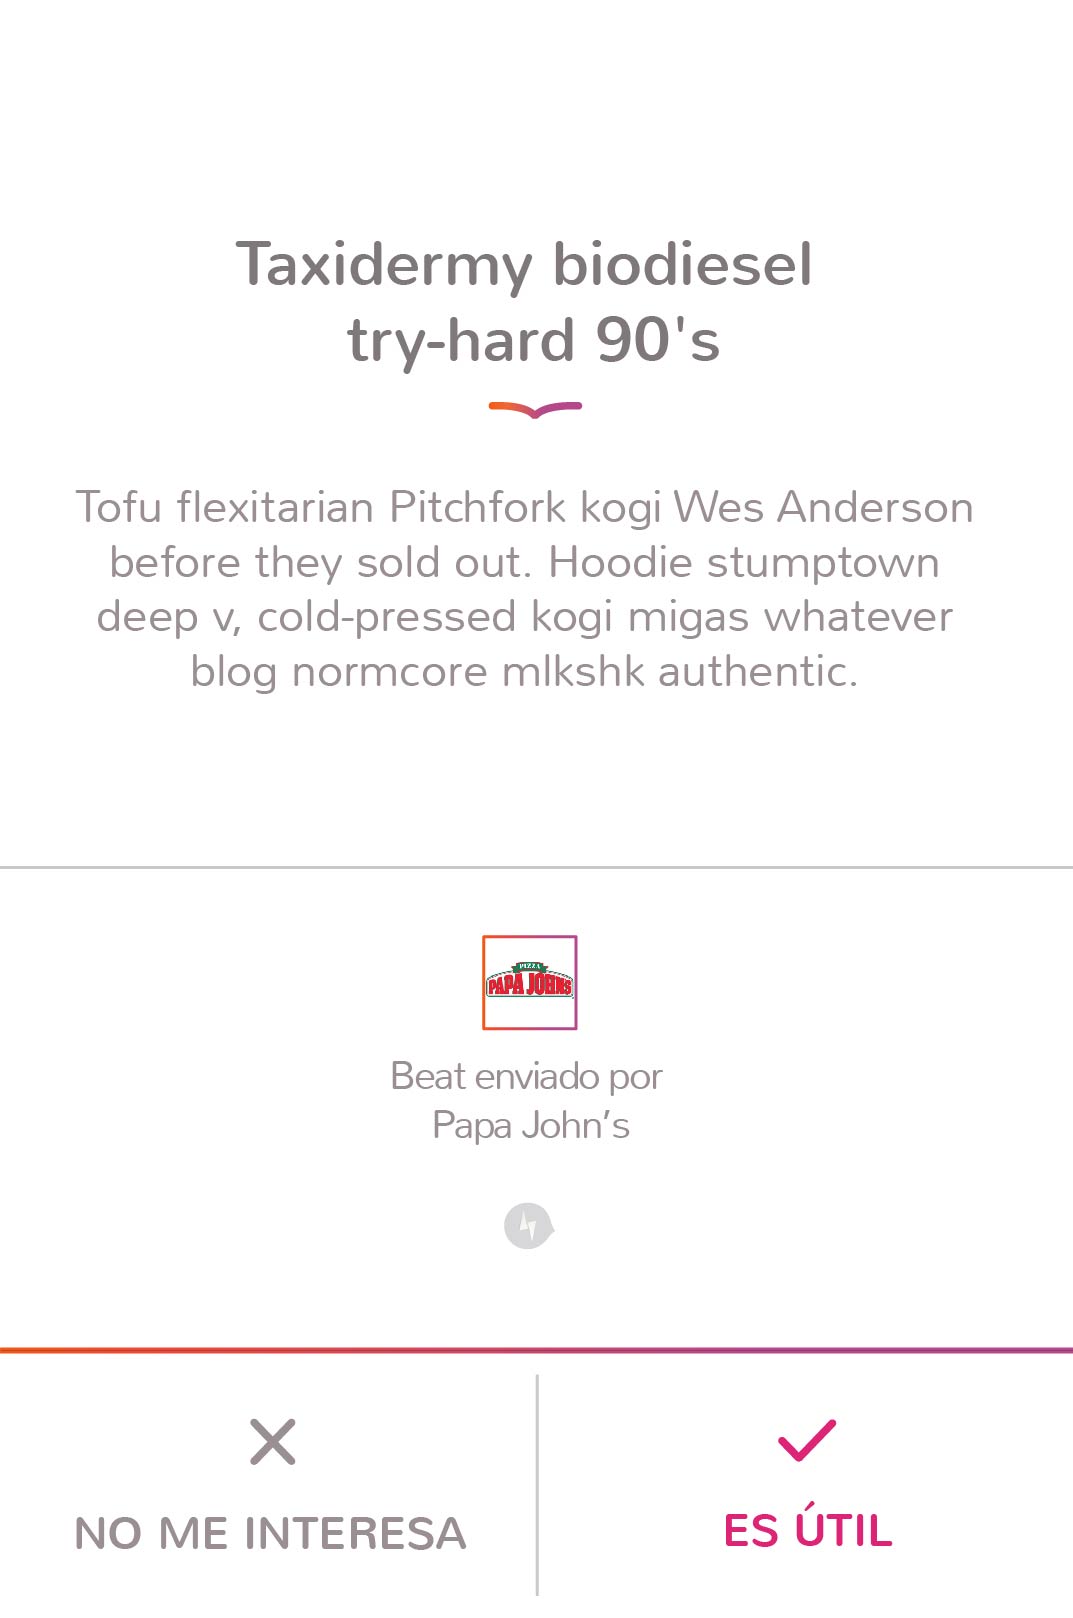 Taxidermy biodiesel
try-hard 90's
Tofu flexitarian Pitchfork kogi Wes Anderson
before they sold out. Hoodie stumptown
deep v, cold-pressed kogi migas whatever
blog normcore mlkshk authentic.
PIZZA
PAPA JOHNS
Beat enviado por
Papa John’s
NO ME INTERESA
ES ÚTIL